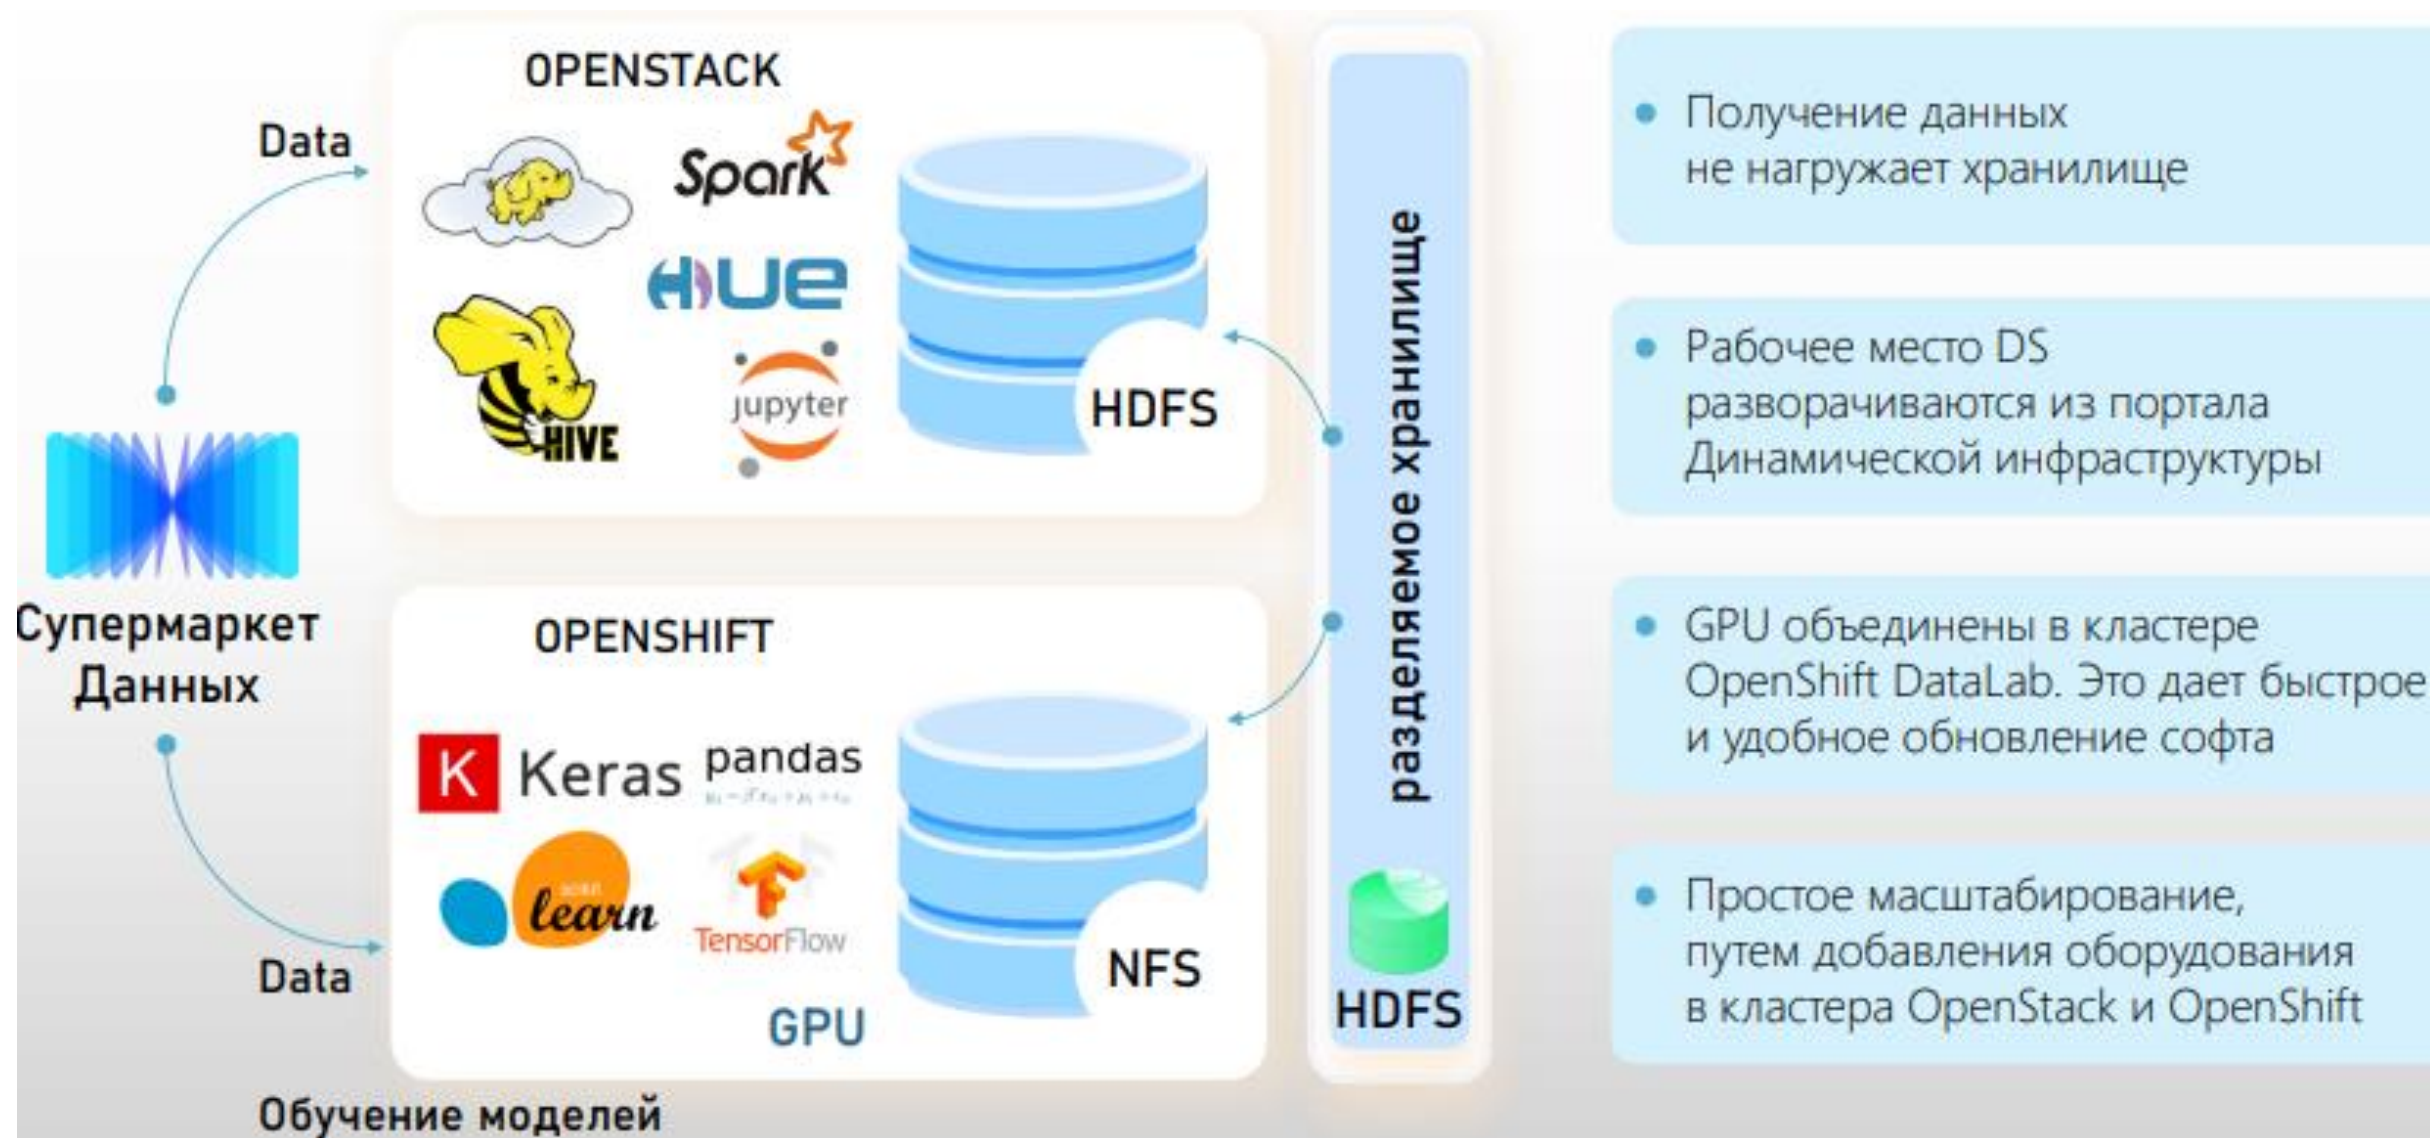 OPENSTACK
Data
Spark
HUE
HIVE
jupyter
HDFS
Супермаркет
Данных
OPENSHIFT
K Keras
pandas
scikit
learn
TensorFlow
GPU
NFS
Data
Обучение моделей
разделяемое хранилище
HDFS
Получение данных
не нагружает хранилище
Рабочее место DS
разворачиваются из портала
Динамической инфраструктуры
GPU объединены в кластере
OpenShift DataLab. Это дает быстрое
и удобное обновление софта
Простое масштабирование,
путем добавления оборудования
в кластера OpenStack и OpenShift